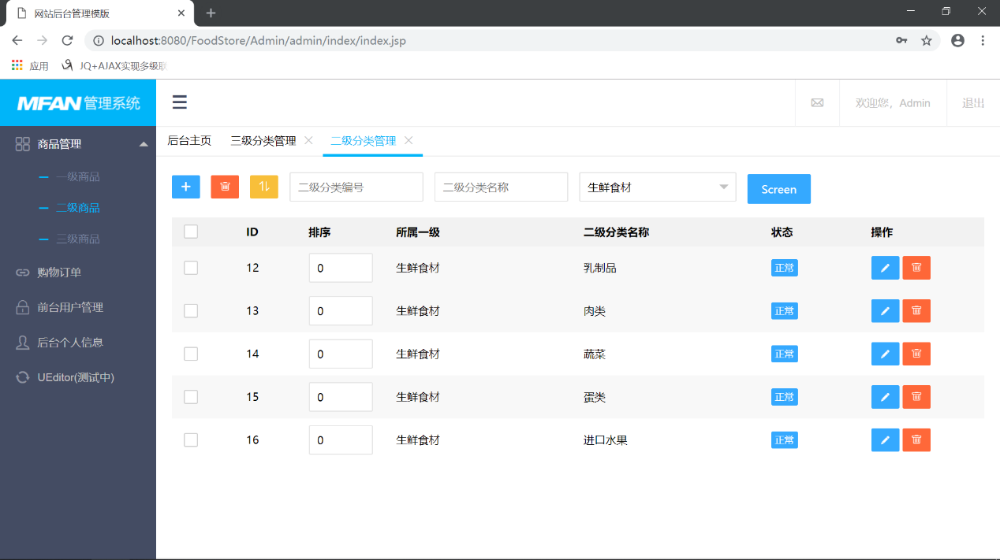 网站后台管理模版
localhost:8080/FoodStore/Admin/admin/index/index.jsp
应用 JQ+AJAX实现多级联
MFAN管理系统
欢迎您，Admin 退出
商品管理
一级商品
二级商品
三级商品
购物订单
前台用户管理
后台个人信息
UEditor(测试中)
后台主页 三级分类管理 二级分类管理
二级分类编号 二级分类名称 生鲜食材 Screen
ID 排序 所属一级 二级分类名称 状态 操作
12 0 生鲜食材 乳制品 正常
13 0 生鲜食材 肉类 正常
14 0 生鲜食材 蔬菜 正常
15 0 生鲜食材 蛋类 正常
16 0 生鲜食材 进口水果 正常